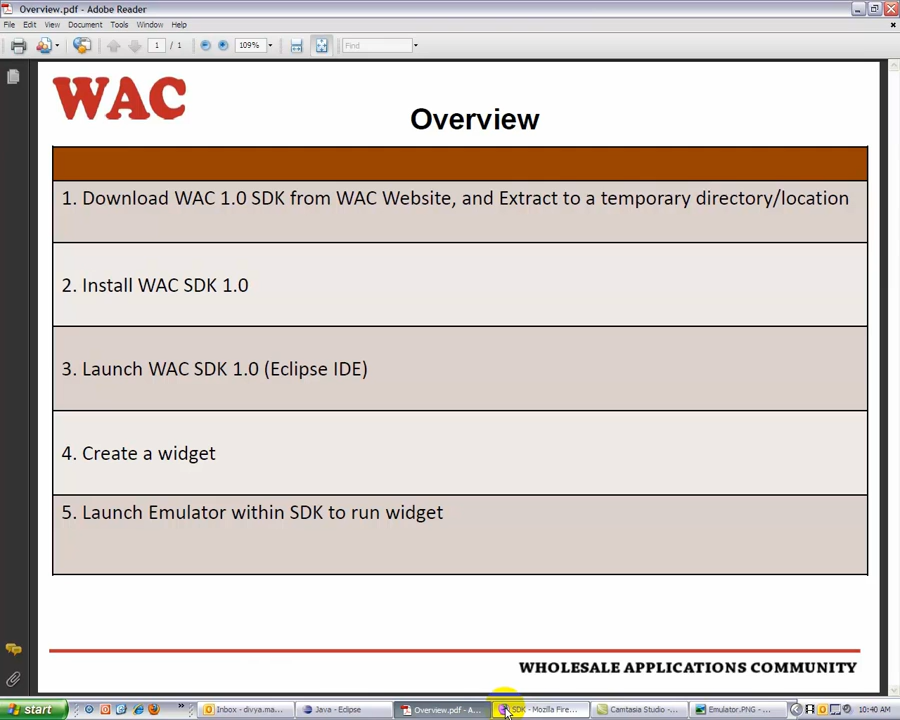 Overview.pdf - Adobe Reader
File Edit View Document Tools Window Help
1 / 1 109% Find
WAC
Overview
1. Download WAC 1.0 SDK from WAC Website, and Extract to a temporary directory/location
2. Install WAC SDK 1.0
3. Launch WAC SDK 1.0 (Eclipse IDE)
4. Create a widget
5. Launch Emulator within SDK to run widget
WHOLESALE APPLICATIONS COMMUNITY
start Inbox - divya.ma... Java - Eclipse Overview.pdf - A... SDK - Mozilla Fire... Camtasia Studio -... Emulator.PNG - ... 10:40 AM